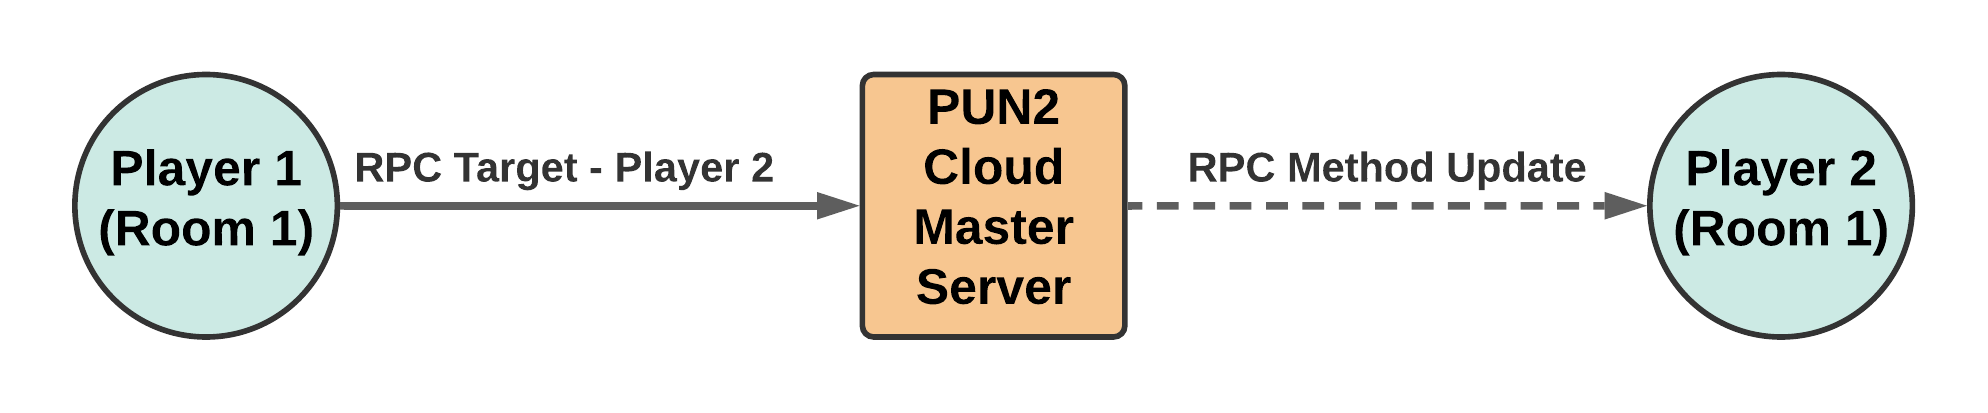 Player 1
(Room 1)
RPC Target - Player 2
PUN2
Cloud
Master
Server
RPC Method Update
Player 2
(Room 1)